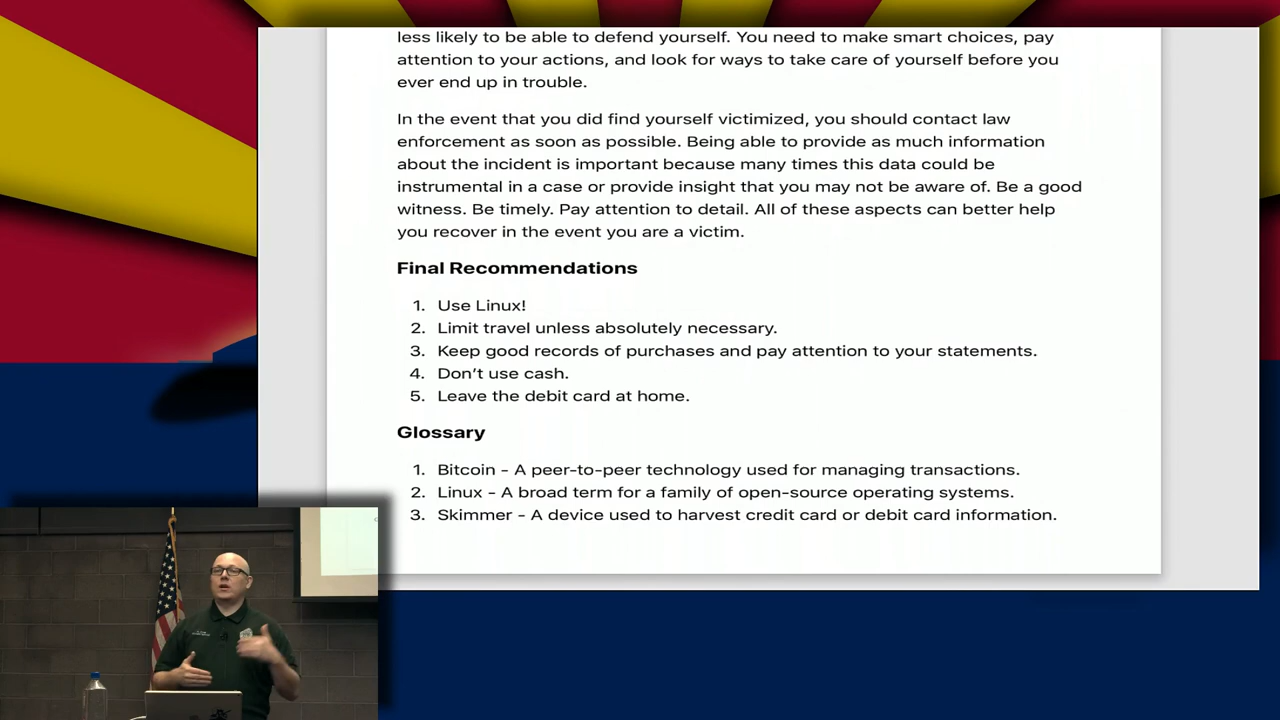 less likely to be able to defend yourself. You need to make smart choices, pay
attention to your actions, and look for ways to take care of yourself before you
ever end up in trouble.
In the event that you did find yourself victimized, you should contact law
enforcement as soon as possible. Being able to provide as much information
about the incident is important because many times this data could be
instrumental in a case or provide insight that you may not be aware of. Be a good
witness. Be timely. Pay attention to detail. All of these aspects can better help
you recover in the event you are a victim.
Final Recommendations
1. Use Linux!
2. Limit travel unless absolutely necessary.
3. Keep good records of purchases and pay attention to your statements.
4. Don’t use cash.
5. Leave the debit card at home.
Glossary
1. Bitcoin – A peer-to-peer technology used for managing transactions.
2. Linux – A broad term for a family of open-source operating systems.
3. Skimmer – A device used to harvest credit card or debit card information.